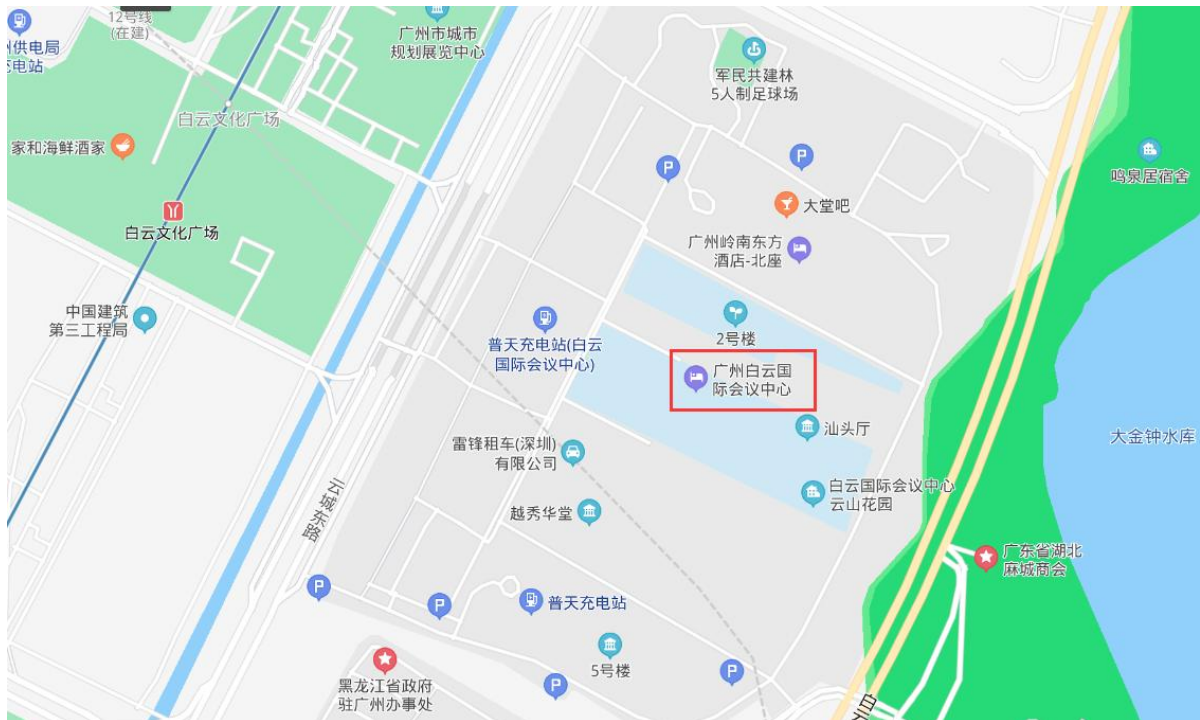 12号线
(在建)
广州市城市
规划展览中心
供电局
电站
军民共建林
5人制足球场
白云文化广场
家和海鲜酒家
P
P
鸣泉居宿舍
大堂吧
白云文化广场
广州岭南东方
酒店-北座
中国建筑
第三工程局
2号楼
普天充电站(白云
国际会议中心)
广州白云国
际会议中心
汕头厅
大金钟水库
雷锋租车(深圳)
有限公司
白云国际会议中心
云山花园
云城东路
越秀华堂
广东省湖北
麻城商会
P
P
普天充电站
5号楼
P
P
黑龙江省政府
驻广州办事处
白云